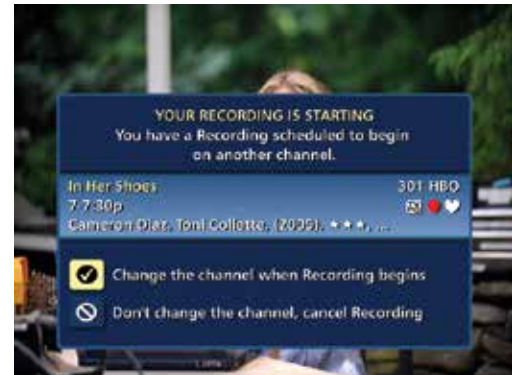 YOUR RECORDING IS STARTING
You have a Recording scheduled to begin
on another channel.
In Her Shoes 301 HBO
7-7:30p
Cameron Diaz, Toni Collette, (2005), ★★★, ...
Change the channel when Recording begins
Don't change the channel, cancel Recording